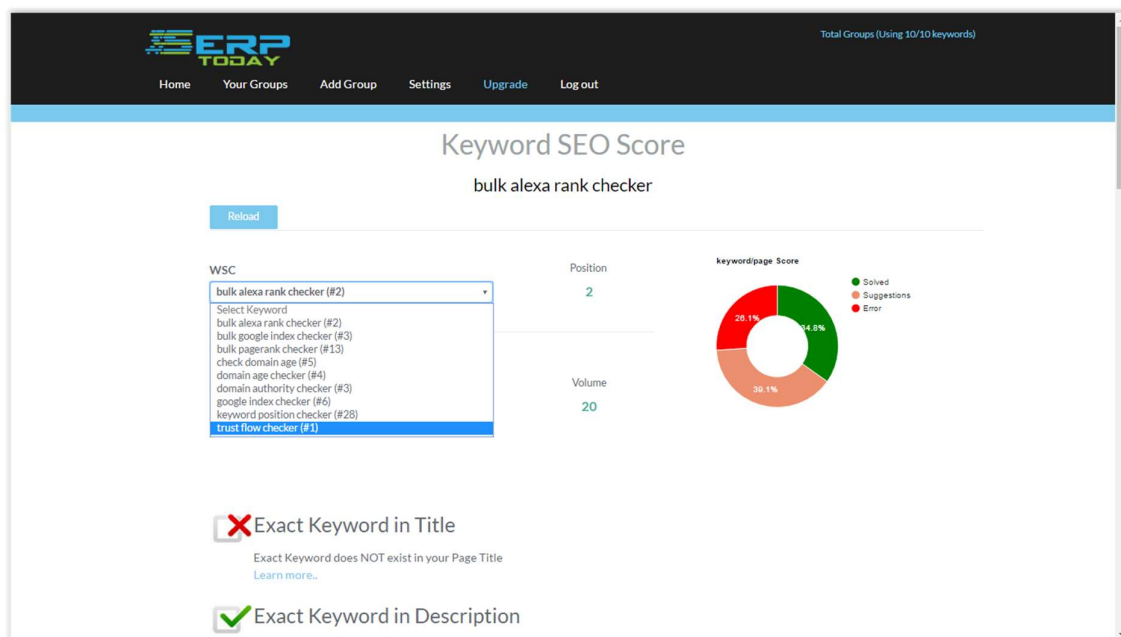 SERP
TODAY
Total Groups (Using 10/10 keywords)
Home Your Groups Add Group Settings Upgrade Log out
Keyword SEO Score
bulk alexa rank checker
Reload
WSC
bulk alexa rank checker (#2)
Select Keyword
bulk alexa rank checker (#2)
bulk google index checker (#3)
bulk pagerank checker (#13)
check domain age (#5)
domain age checker (#4)
domain authority checker (#3)
google index checker (#6)
keyword position checker (#28)
trust flow checker (#1)
Position
2
Volume
20
keyword/page Score
Solved
Suggestions
Error
26.1%
34.8%
39.1%
Exact Keyword in Title
Exact Keyword does NOT exist in your Page Title
Learn more..
Exact Keyword in Description